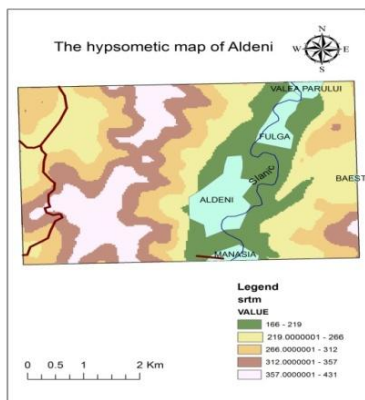 The hypsometic map of Aldeni
N
W E
S
VALEA PARULUI
FULGA
Slanic
BAEST
ALDENI
MANASIA
Legend
srtm
VALUE
166 - 219
219.0000001 - 266
266.0000001 - 312
312.0000001 - 357
357.0000001 - 431
0 0.5 1 2 Km